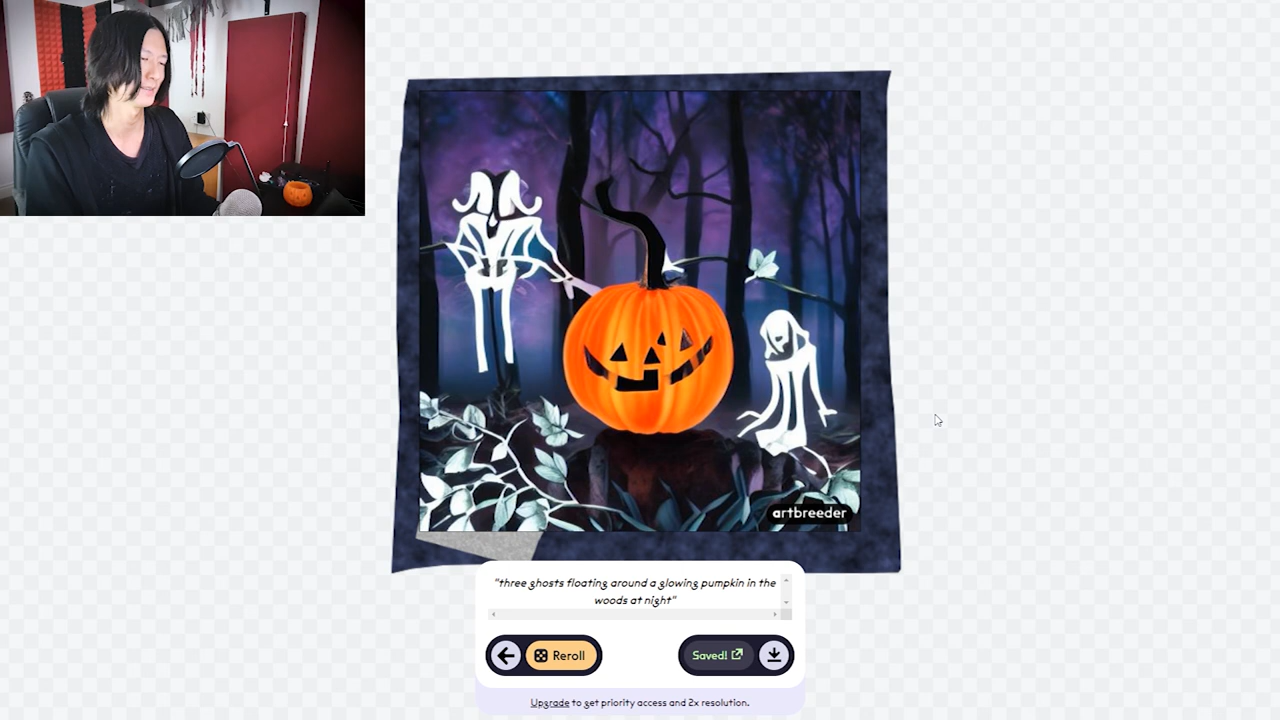 artbreeder
"three ghosts floating around a glowing pumpkin in the
woods at night"
Reroll
Saved!
Upgrade to get priority access and 2x resolution.